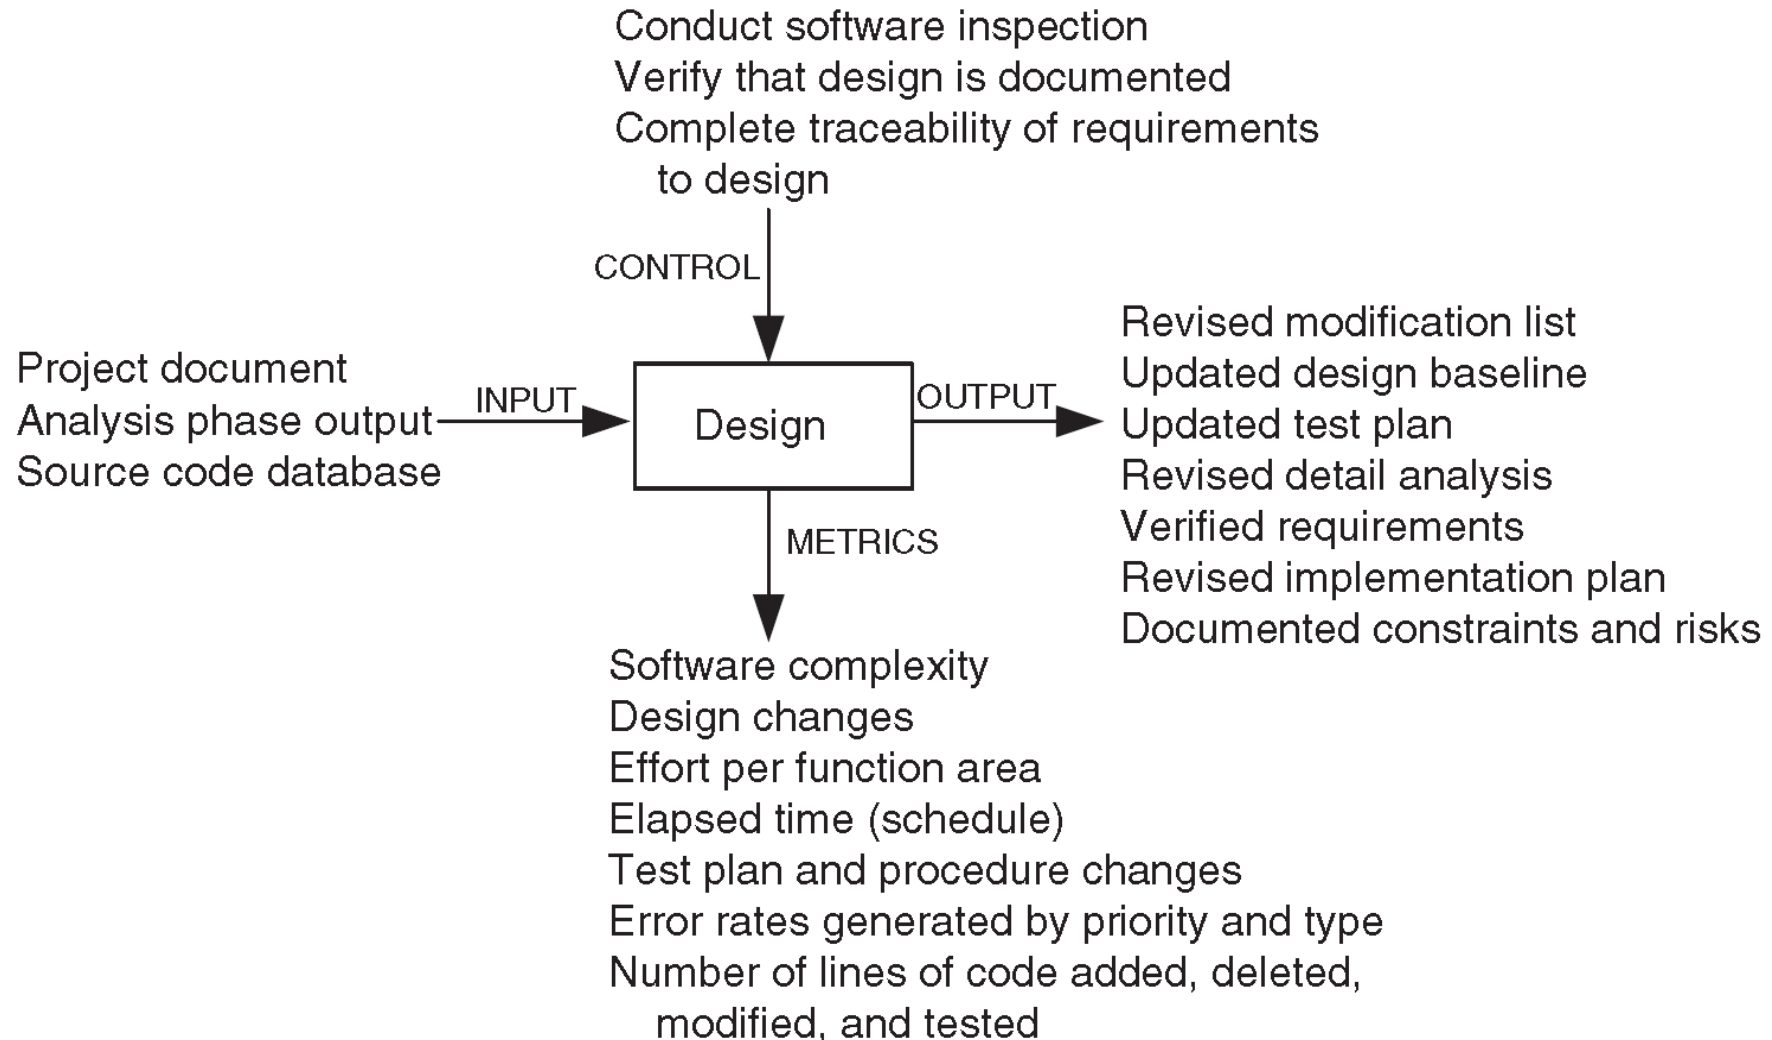 Conduct software inspection
Verify that design is documented
Complete traceability of requirements
to design
CONTROL
Project document
Analysis phase output
Source code database
INPUT
Design
OUTPUT
Revised modification list
Updated design baseline
Updated test plan
Revised detail analysis
Verified requirements
Revised implementation plan
Documented constraints and risks
METRICS
Software complexity
Design changes
Effort per function area
Elapsed time (schedule)
Test plan and procedure changes
Error rates generated by priority and type
Number of lines of code added, deleted,
modified, and tested